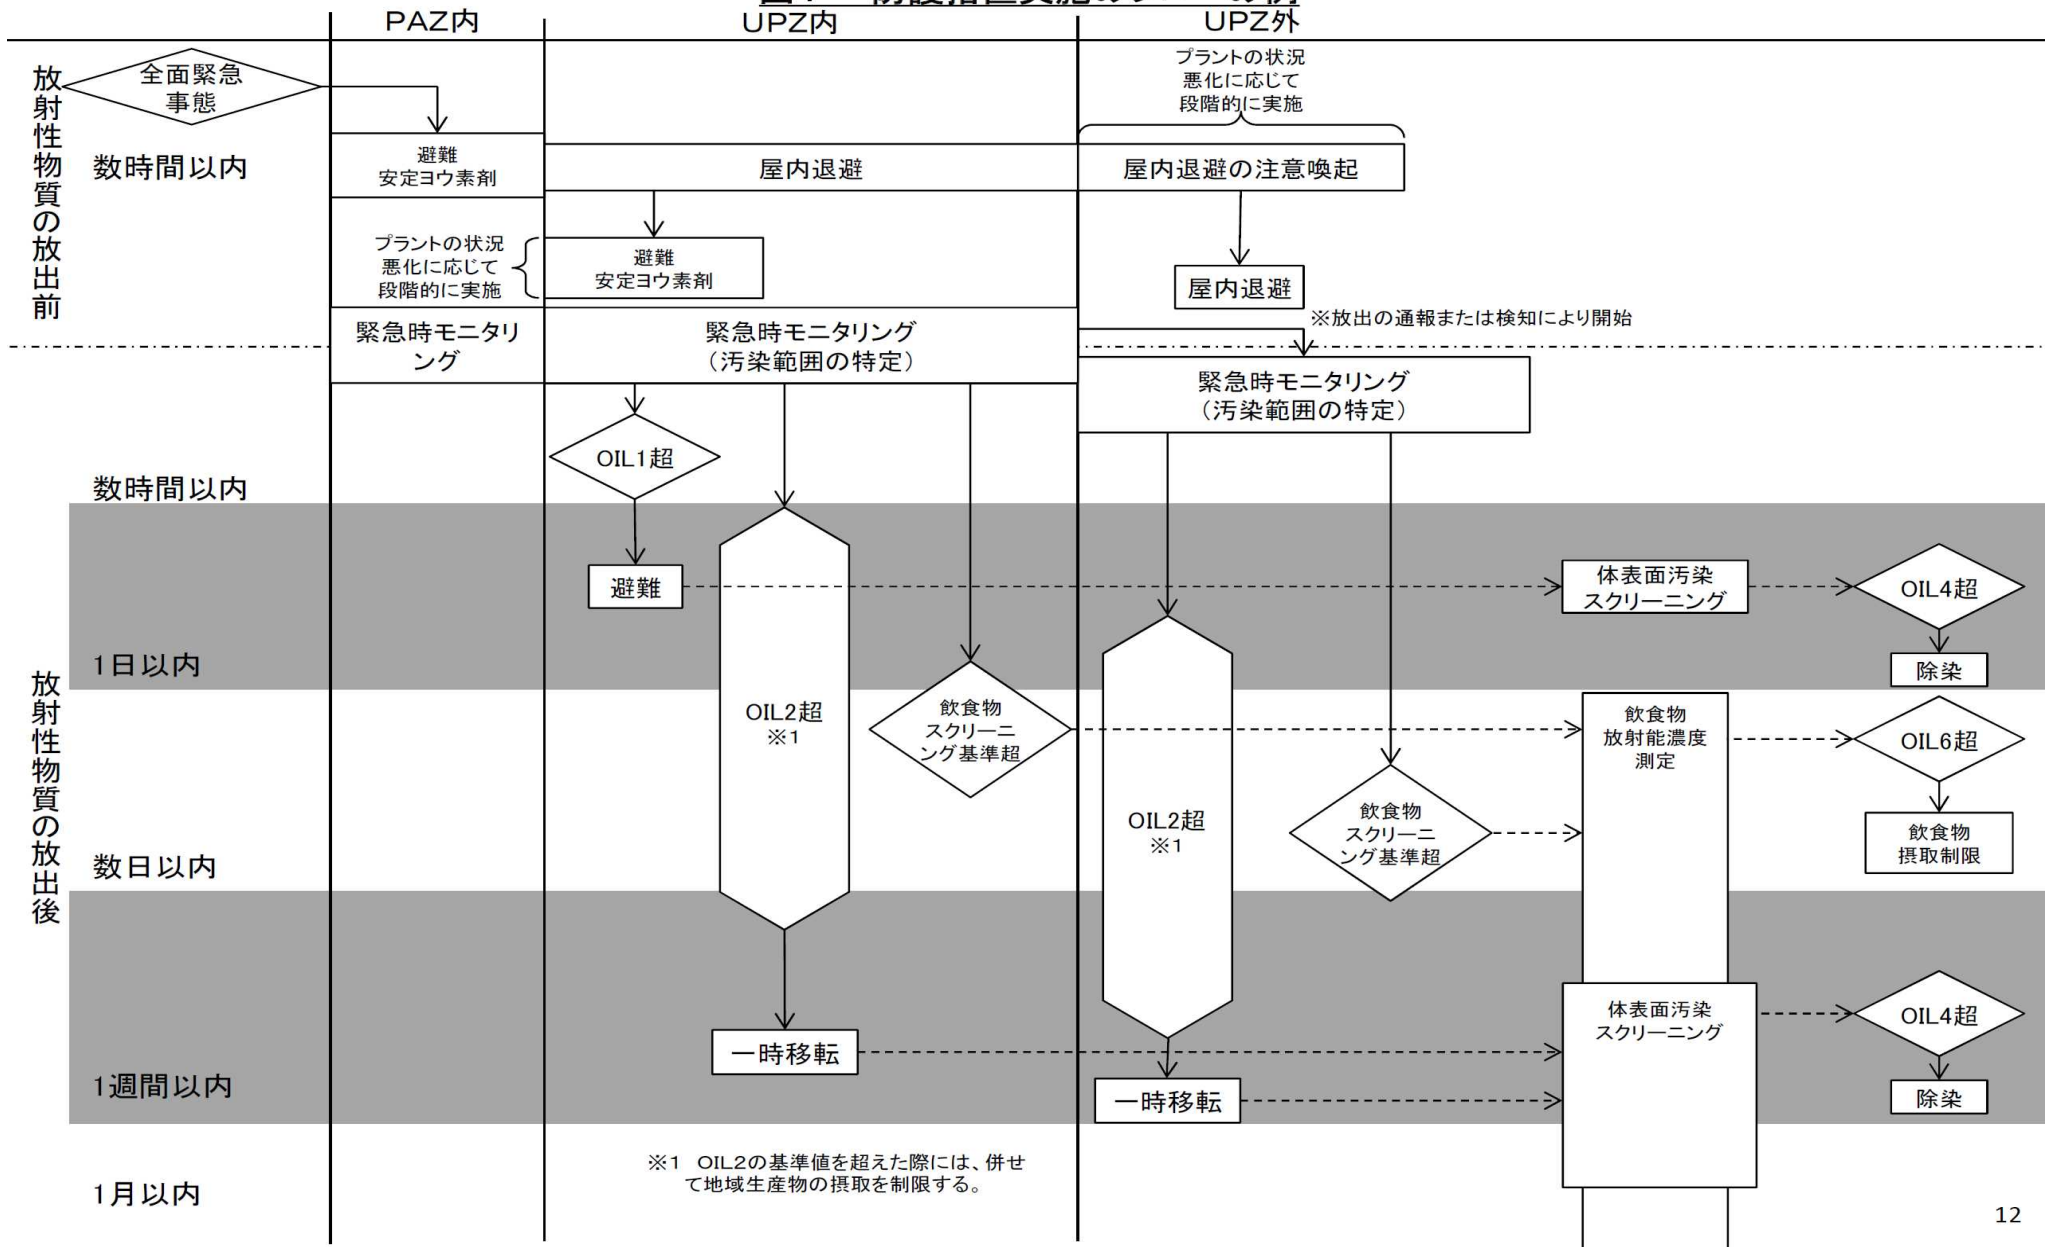 PAZ内
UPZ内
UPZ外
放射性物質の放出前
全面緊急
事態
プラントの状況
悪化に応じて
段階的に実施
数時間以内
避難
安定ヨウ素剤
屋内退避
屋内退避の注意喚起
プラントの状況
悪化に応じて
段階的に実施
避難
安定ヨウ素剤
屋内退避
※放出の通報または検知により開始
緊急時モニタリ
ング
緊急時モニタリング
（汚染範囲の特定）
緊急時モニタリング
（汚染範囲の特定）
放射性物質の放出後
数時間以内
OIL1超
避難
体表面汚染
スクリーニング
OIL4超
除染
1日以内
OIL2超
※1
飲食物
スクリーニ
ング基準超
OIL2超
※1
飲食物
スクリーニ
ング基準超
飲食物
放射能濃度
測定
OIL6超
飲食物
摂取制限
数日以内
一時移転
一時移転
体表面汚染
スクリーニング
OIL4超
除染
1週間以内
※1　OIL2の基準値を超えた際には、併せ
て地域生産物の摂取を制限する。
1月以内
12